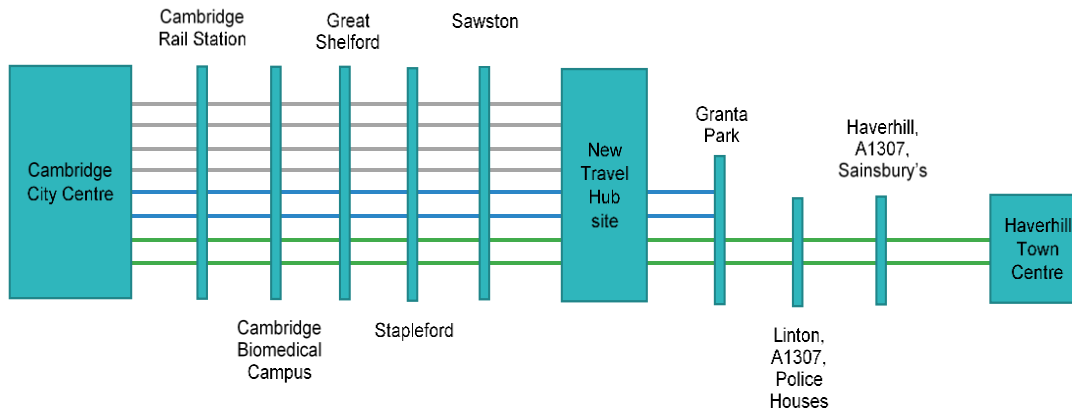 Cambridge
Rail Station
Great
Shelford
Sawston
Cambridge
City Centre
New
Travel
Hub
site
Granta
Park
Haverhill,
A1307,
Sainsbury's
Haverhill
Town
Centre
Cambridge
Biomedical
Campus
Stapleford
Linton,
A1307,
Police
Houses